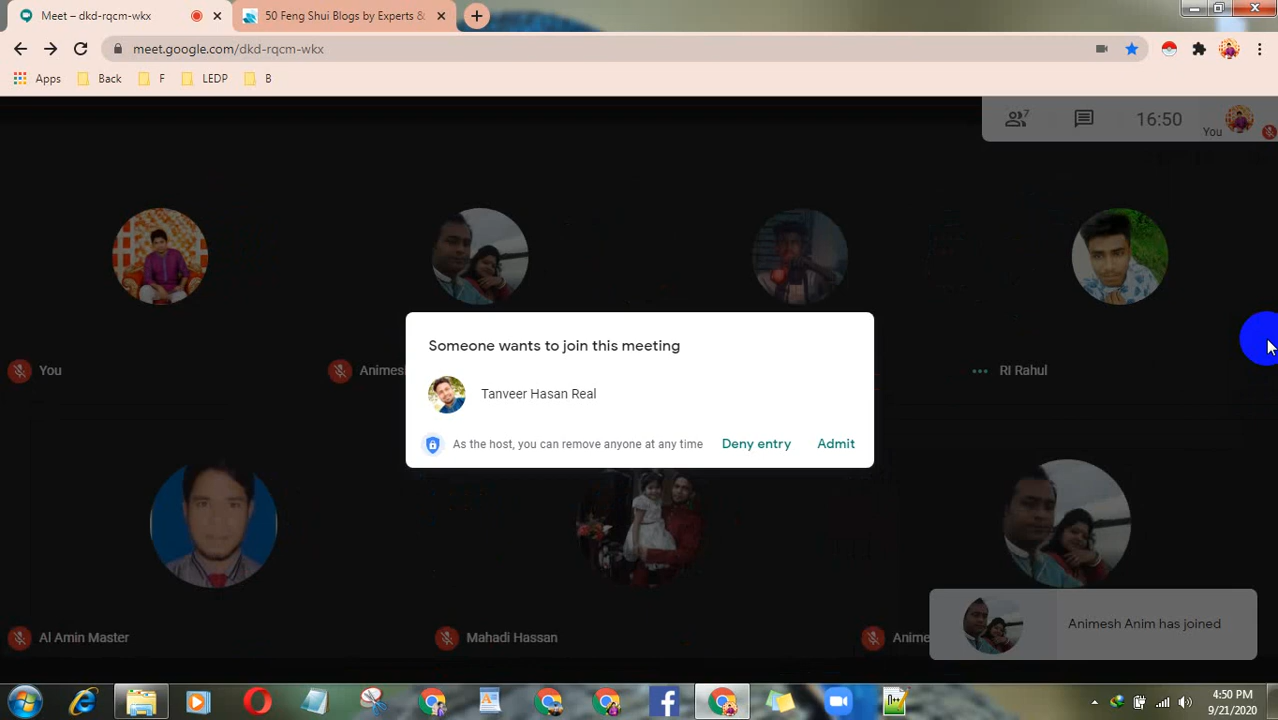 Meet – dkd-rqcm-wkx
50 Feng Shui Blogs by Experts &
meet.google.com/dkd-rqcm-wkx
Apps Back F LEDP B
7
16:50
You
Someone wants to join this meeting
Tanveer Hasan Real
As the host, you can remove anyone at any time Deny entry Admit
You
Animes
RI Rahul
Al Amin Master
Mahadi Hassan
Anime
Animesh Anim has joined
4:50 PM
9/21/2020